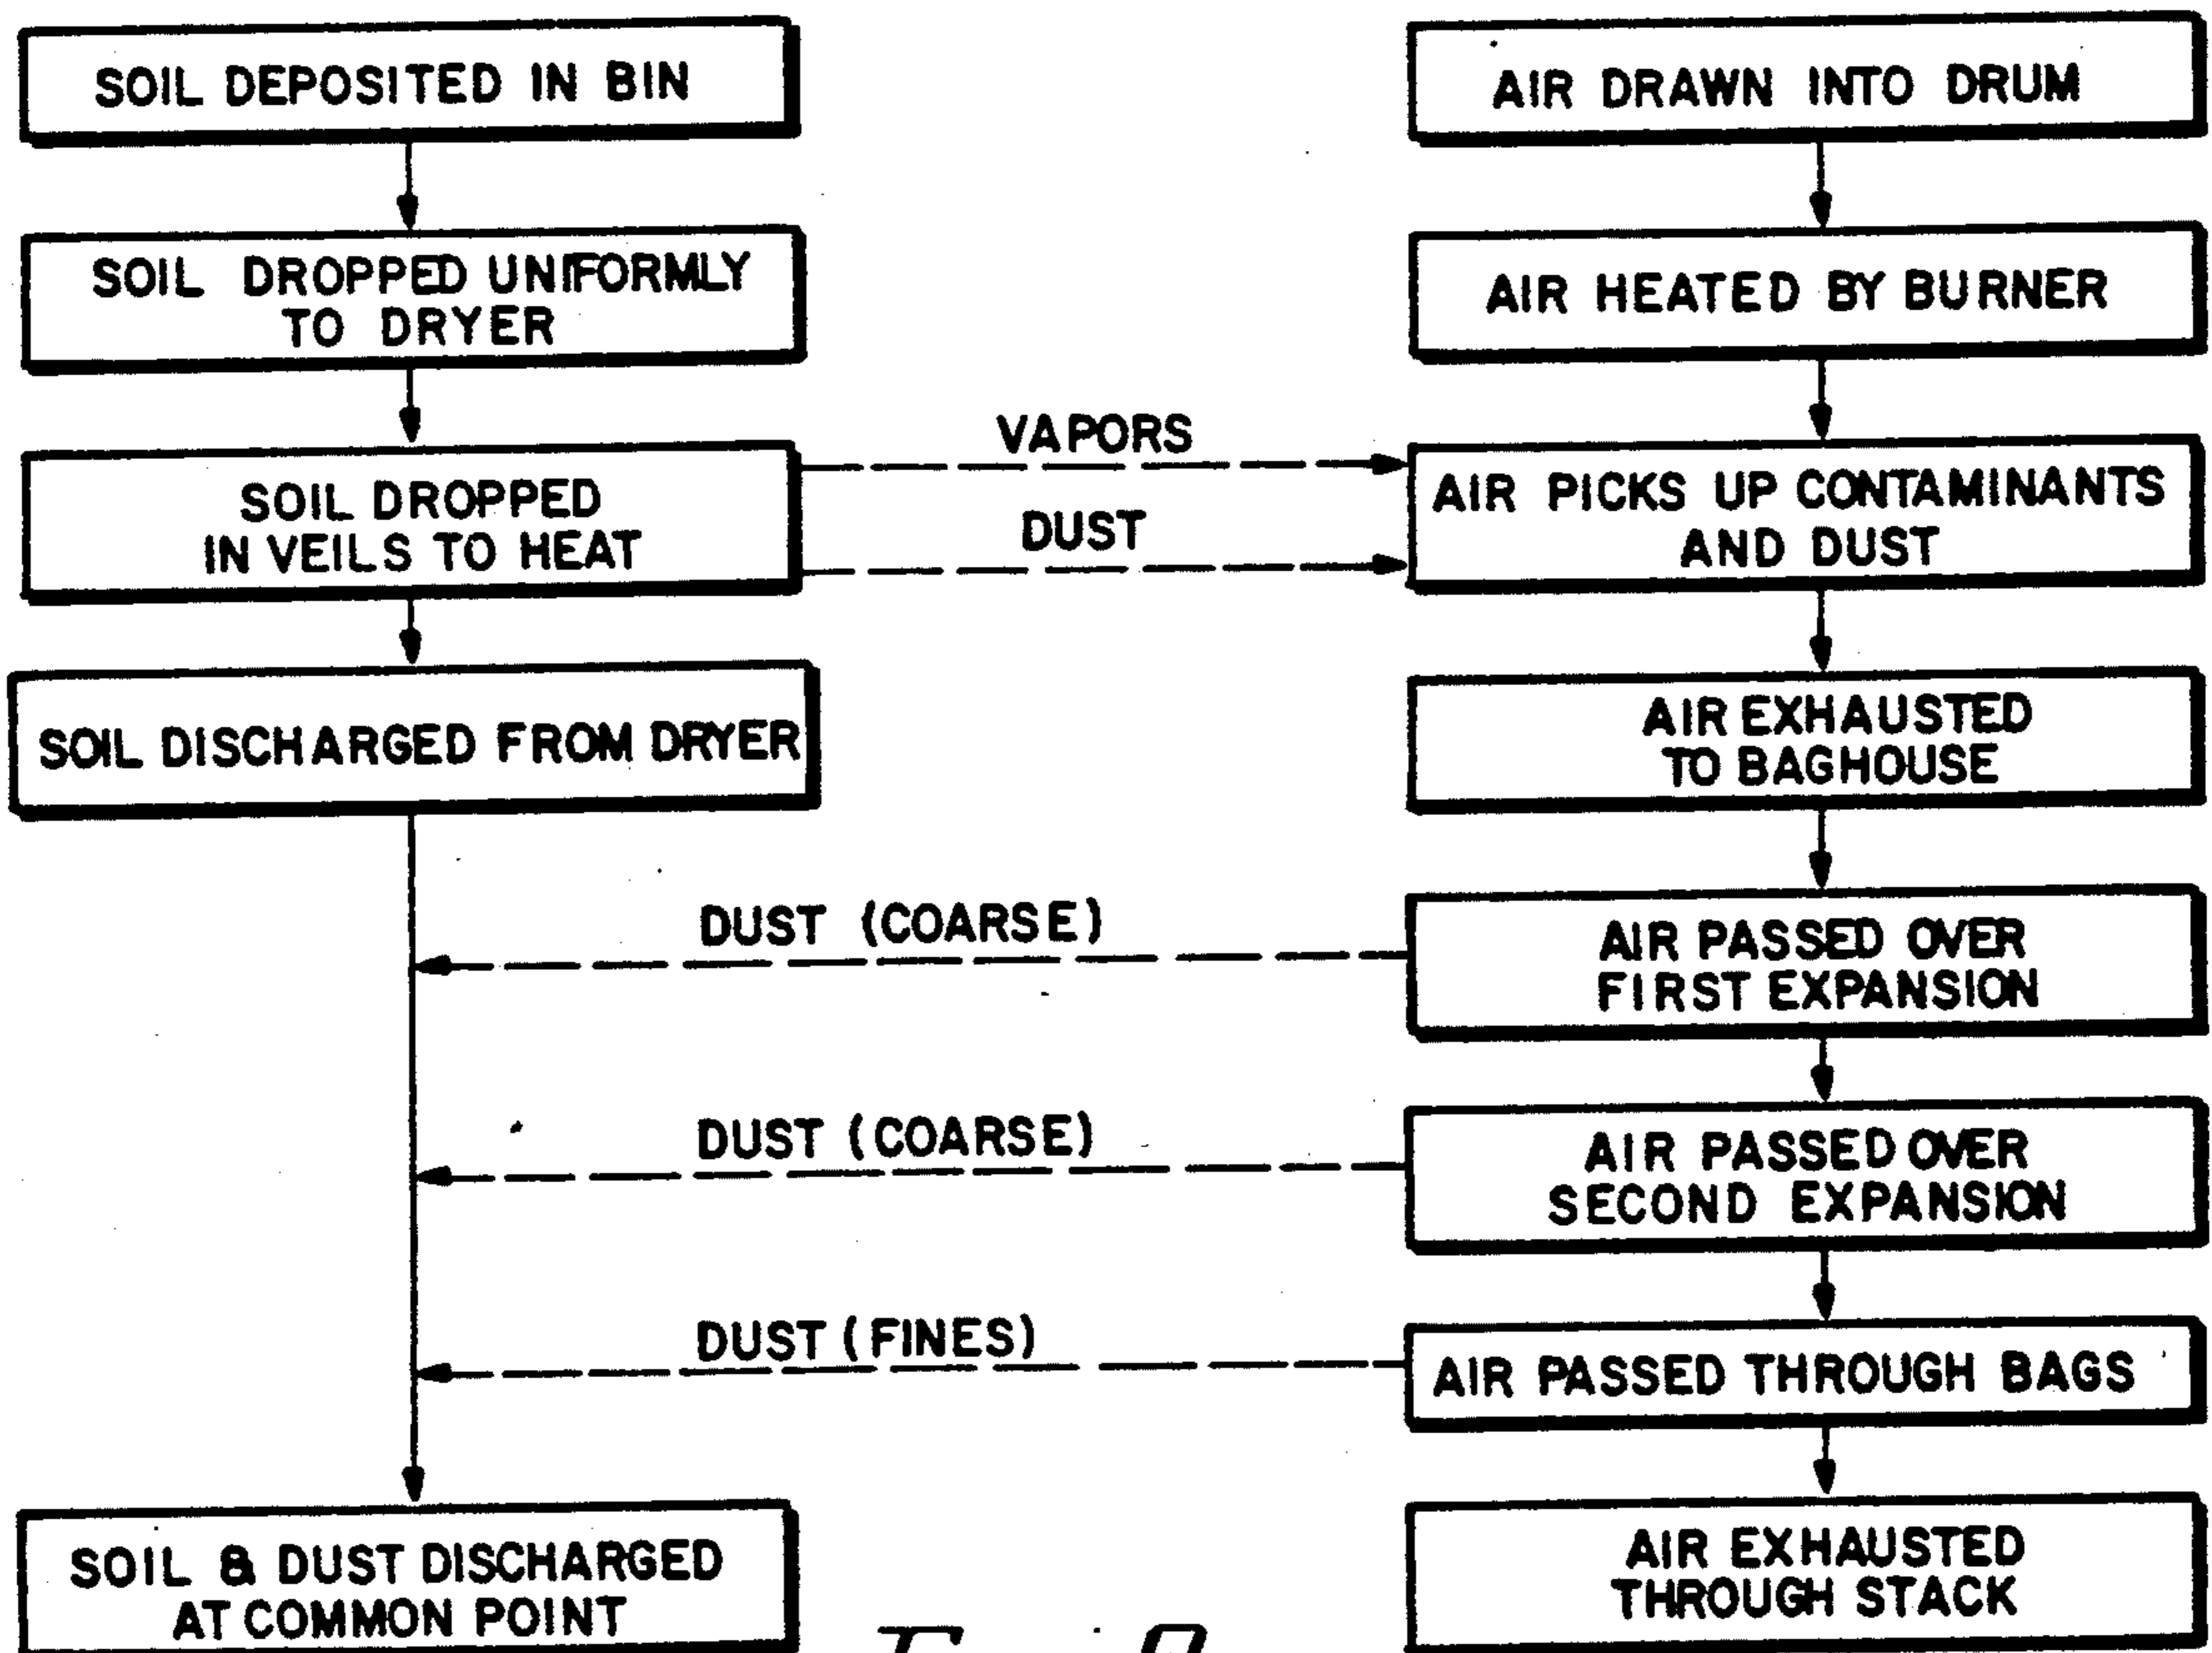 SOIL DEPOSITED IN BIN
SOIL DROPPED UNIFORMLY
TO DRYER
SOIL DROPPED
IN VEILS TO HEAT
SOIL DISCHARGED FROM DRYER
SOIL & DUST DISCHARGED
AT COMMON POINT
VAPORS
DUST
DUST (COARSE)
DUST (COARSE)
DUST (FINES)
AIR DRAWN INTO DRUM
AIR HEATED BY BURNER
AIR PICKS UP CONTAMINANTS
AND DUST
AIR EXHAUSTED
TO BAGHOUSE
AIR PASSED OVER
FIRST EXPANSION
AIR PASSED OVER
SECOND EXPANSION
AIR PASSED THROUGH BAGS
AIR EXHAUSTED
THROUGH STACK